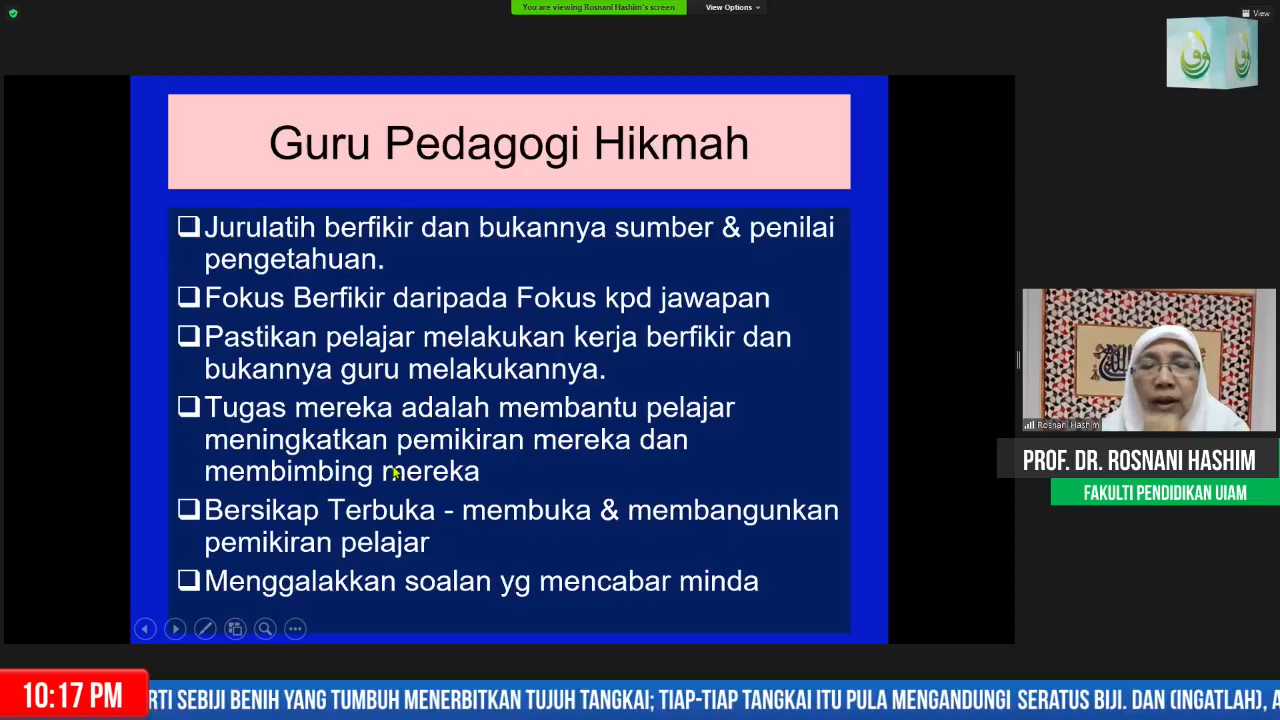 You are viewing Rosnani Hashim's screen
View Options
View
Guru Pedagogi Hikmah
Jurulatih berfikir dan bukannya sumber & penilai
pengetahuan.
Fokus Berfikir daripada Fokus kpd jawapan
Pastikan pelajar melakukan kerja berfikir dan
bukannya guru melakukannya.
Tugas mereka adalah membantu pelajar
meningkatkan pemikiran mereka dan
membimbing mereka
Bersikap Terbuka - membuka & membangunkan
pemikiran pelajar
Menggalakkan soalan yg mencabar minda
Rosnani Hashim
PROF. DR. ROSNANI HASHIM
FAKULTI PENDIDIKAN UIAM
10:17 PM
RTI SEBIJI BENIH YANG TUMBUH MENERBITKAN TUJUH TANGKAI; TIAP-TIAP TANGKAI ITU PULA MENGANDUNGI SERATUS BIJI. DAN (INGATLAH), A